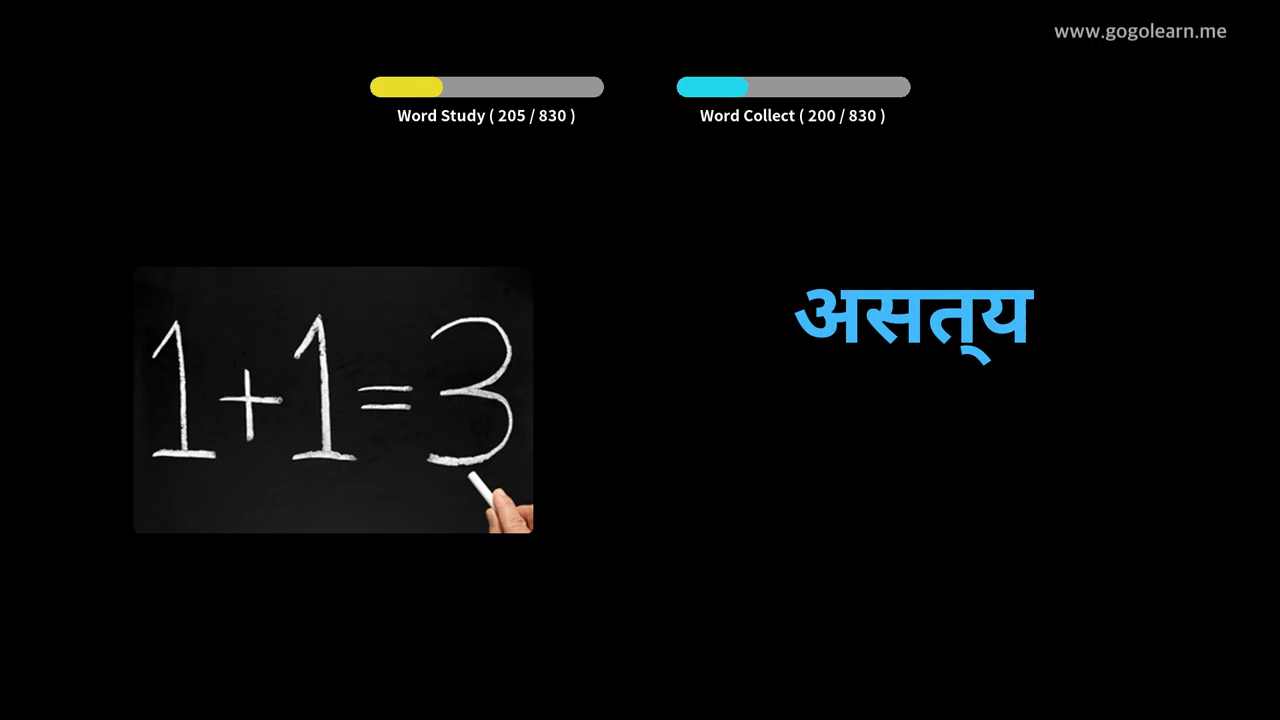 www.gogolearn.me
Word Study ( 205 / 830 )
Word Collect ( 200 / 830 )
1+1=3
असत्‌य